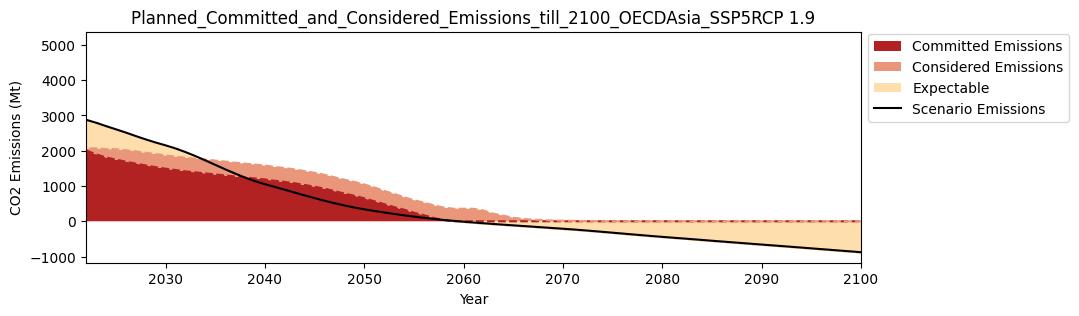 Planned_Committed_and_Considered_Emissions_till_2100_OECDAsia_SSP5RCP 1.9
CO2 Emissions (Mt)
5000
4000
3000
2000
1000
0
−1000
2030
2040
2050
2060
2070
2080
2090
2100
Year
Committed Emissions
Considered Emissions
Expectable
Scenario Emissions